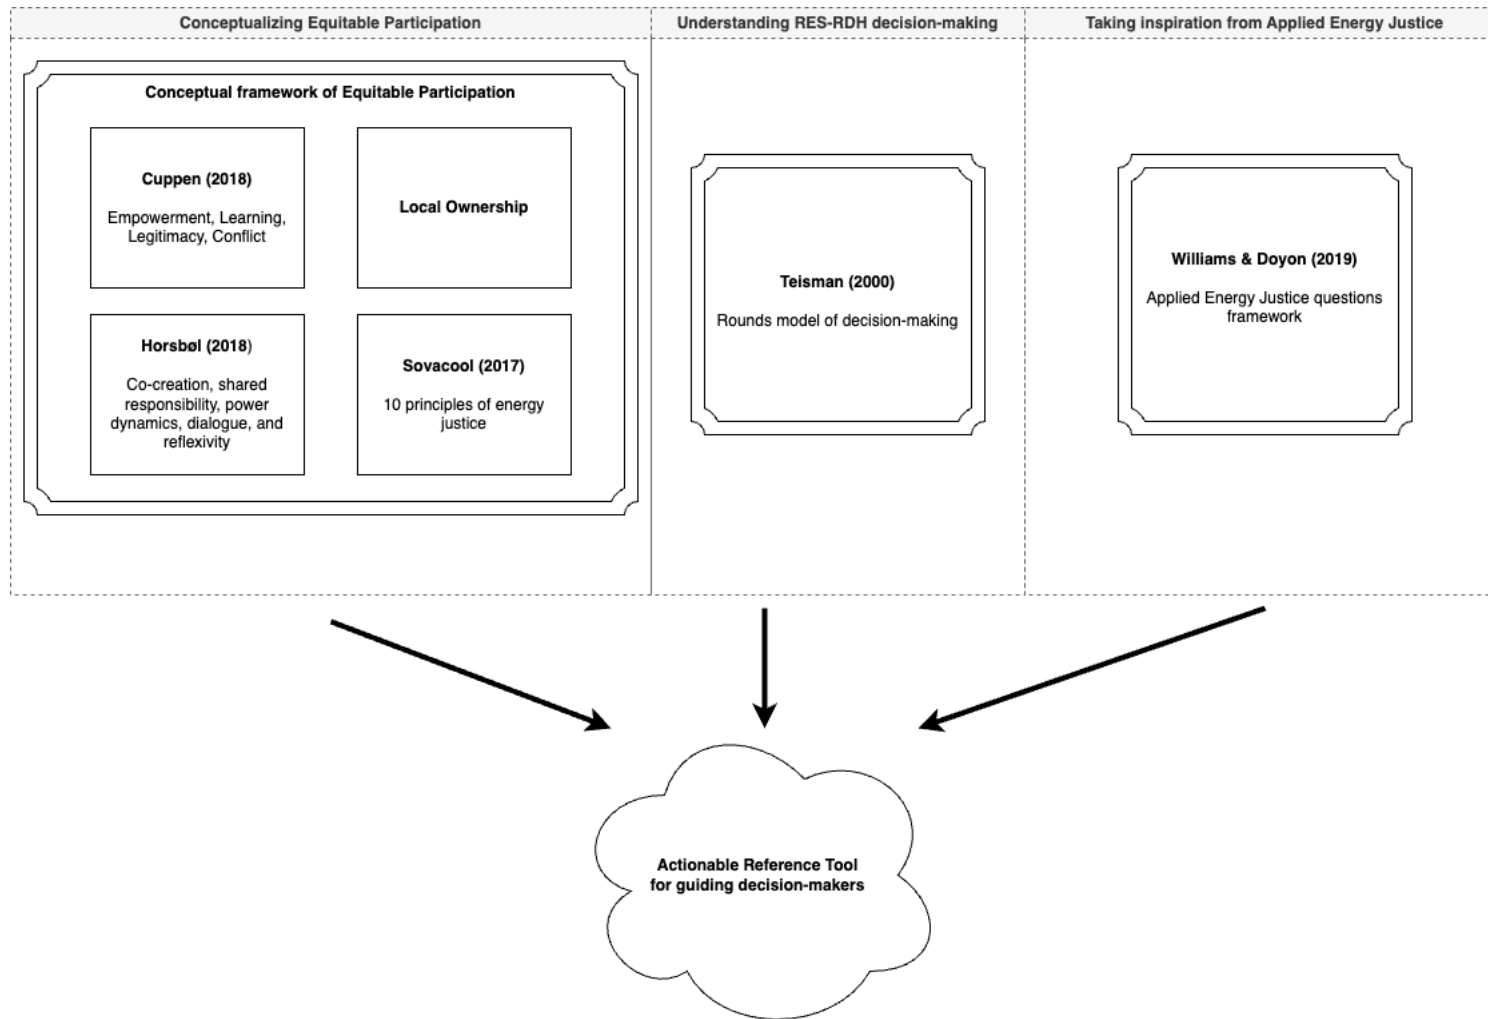 Conceptualizing Equitable Participation
Understanding RES-RDH decision-making
Taking inspiration from Applied Energy Justice
Conceptual framework of Equitable Participation
Cuppen (2018)
Empowerment, Learning,
Legitimacy, Conflict
Local Ownership
Horsbøl (2018)
Co-creation, shared
responsibility, power
dynamics, dialogue, and
reflexivity
Sovacool (2017)
10 principles of energy
justice
Teisman (2000)
Rounds model of decision-making
Williams & Doyon (2019)
Applied Energy Justice questions
framework
Actionable Reference Tool
for guiding decision-makers